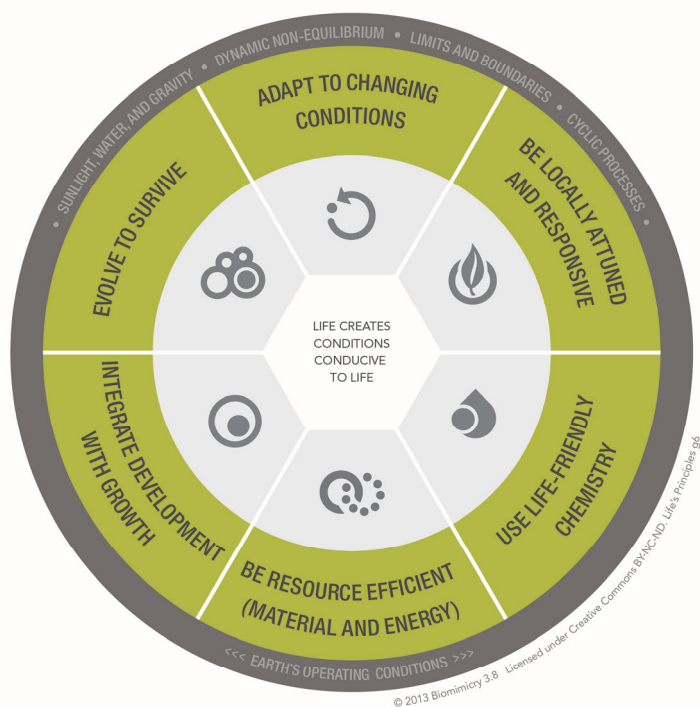 • SUNLIGHT, WATER, AND GRAVITY • DYNAMIC NON-EQUILIBRIUM • LIMITS AND BOUNDARIES • CYCLIC PROCESSES •
ADAPT TO CHANGING
CONDITIONS
BE LOCALLY ATTUNED
AND RESPONSIVE
USE LIFE-FRIENDLY
CHEMISTRY
BE RESOURCE EFFICIENT
(MATERIAL AND ENERGY)
INTEGRATE DEVELOPMENT
WITH GROWTH
EVOLVE TO SURVIVE
LIFE CREATES
CONDITIONS
CONDUCIVE
TO LIFE
<<< EARTH'S OPERATING CONDITIONS >>>
© 2013 Biomimicry 3.8 Licensed under Creative Commons BY-NC-ND. Life's Principles g6